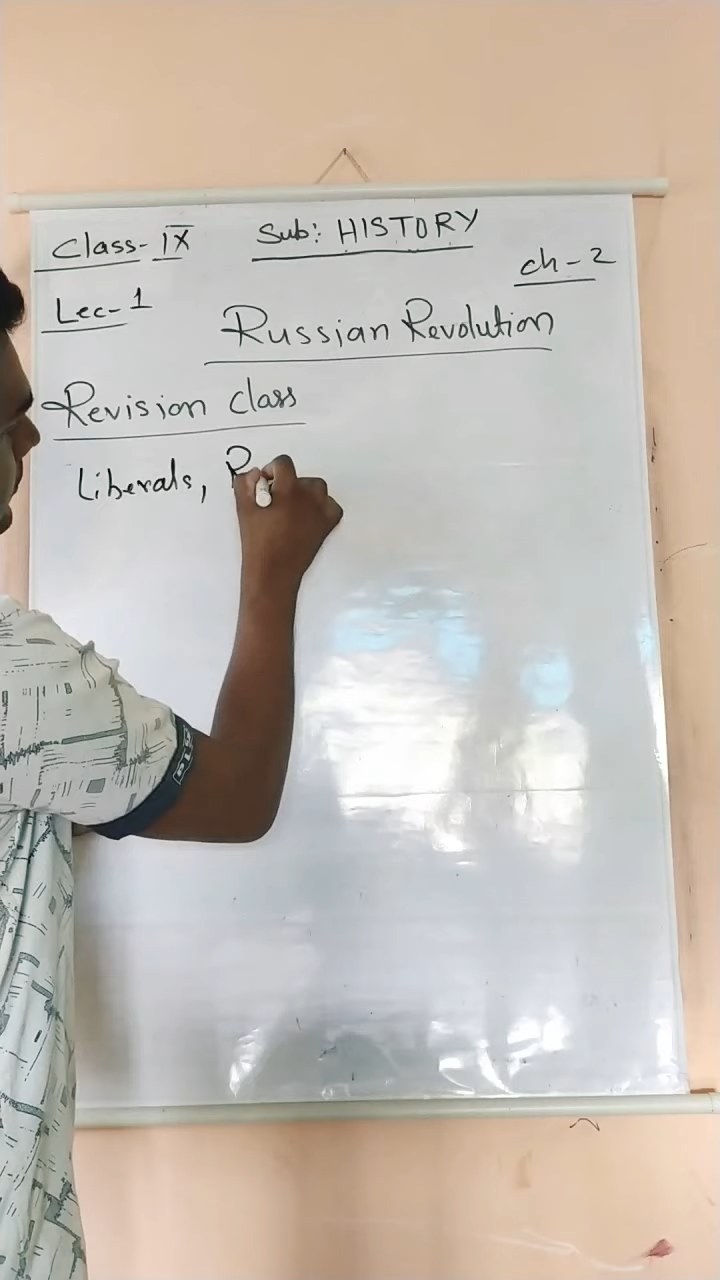 Class-IX Sub: HISTORY
ch-2
Lec-1
Russian Revolution
Revision class
Liberals, R